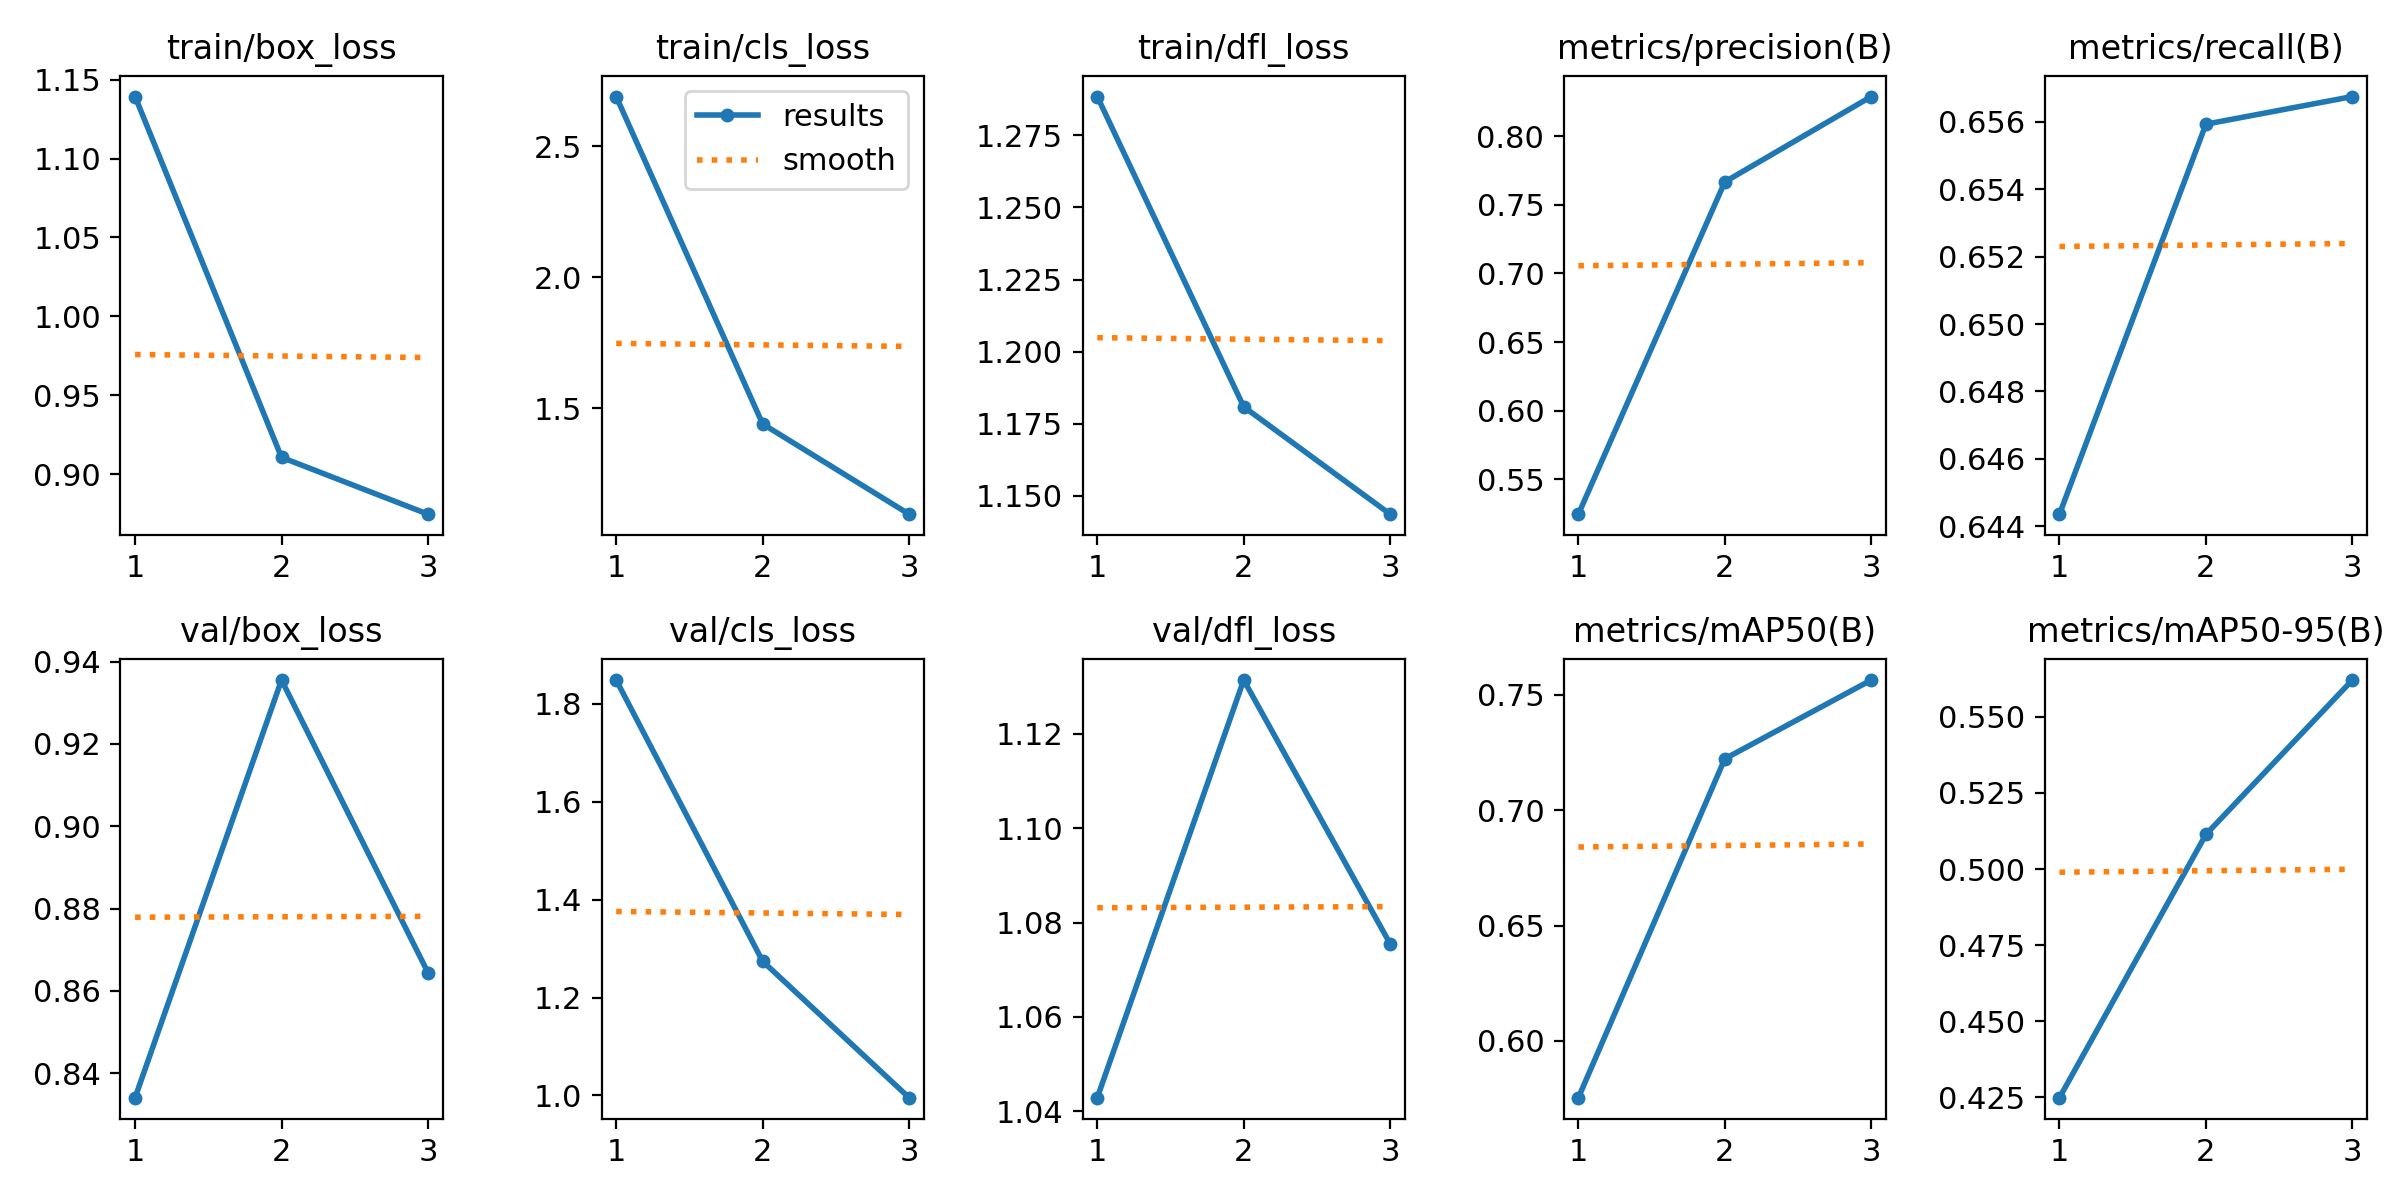 train/box_loss
1.15
1.10
1.05
1.00
0.95
0.90
1 2 3
train/cls_loss
results
smooth
2.5
2.0
1.5
1 2 3
train/dfl_loss
1.275
1.250
1.225
1.200
1.175
1.150
1 2 3
metrics/precision(B)
0.80
0.75
0.70
0.65
0.60
0.55
1 2 3
metrics/recall(B)
0.656
0.654
0.652
0.650
0.648
0.646
0.644
1 2 3
val/box_loss
0.94
0.92
0.90
0.88
0.86
0.84
1 2 3
val/cls_loss
1.8
1.6
1.4
1.2
1.0
1 2 3
val/dfl_loss
1.12
1.10
1.08
1.06
1.04
1 2 3
metrics/mAP50(B)
0.75
0.70
0.65
0.60
1 2 3
metrics/mAP50-95(B)
0.550
0.525
0.500
0.475
0.450
0.425
1 2 3